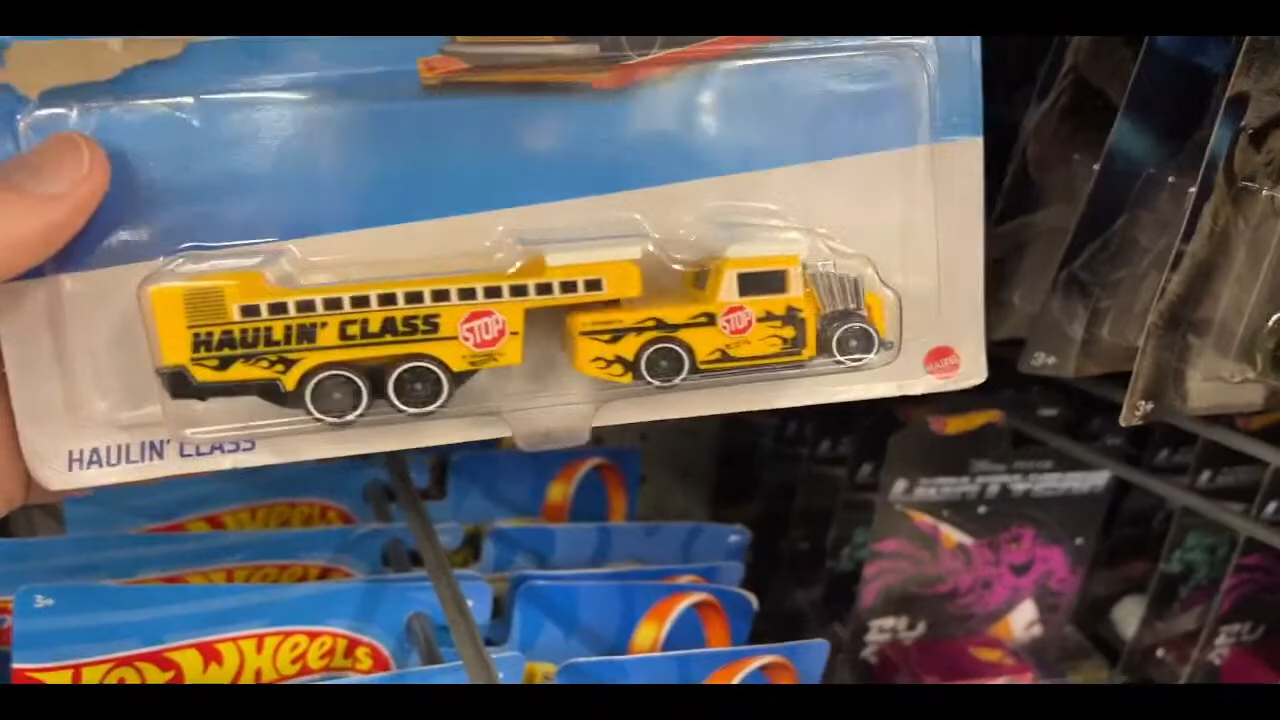 HAULIN' CLASS
STOP
STOP
MATTEL
HAULIN' CLASS
3+
3+
LIGHTYEAR
3+
HOT WHEELS